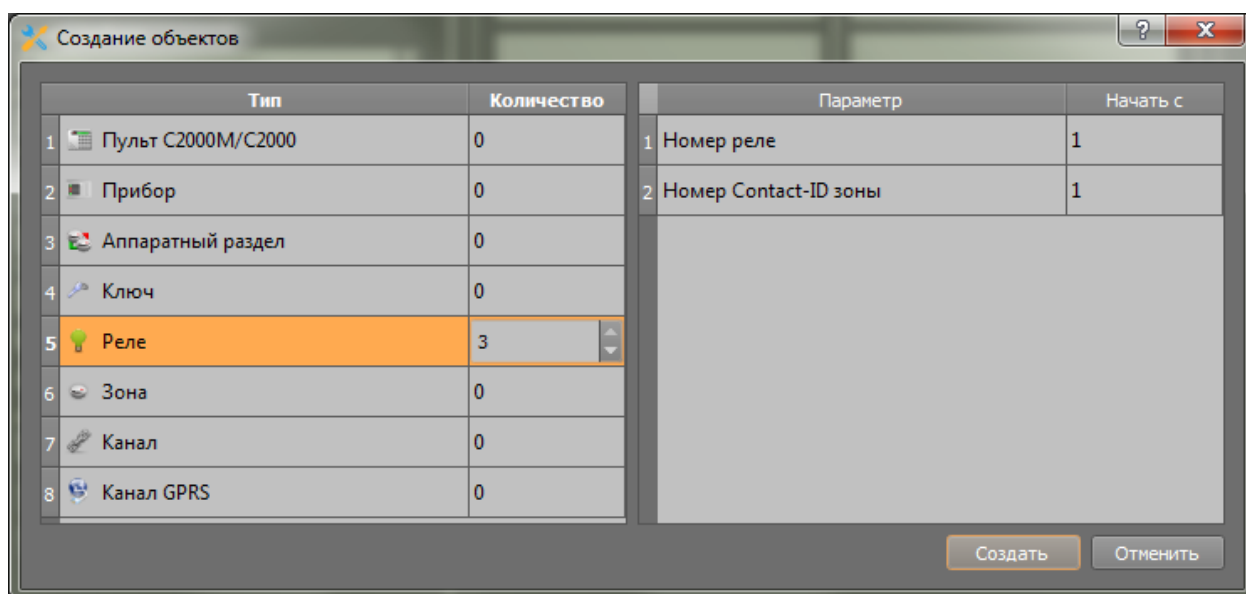 Создание объектов
?
X
Тип Количество
1 Пульт С2000М/С2000 0
2 Прибор 0
3 Аппаратный раздел 0
4 Ключ 0
5 Реле 3
6 Зона 0
7 Канал 0
8 Канал GPRS 0
Параметр Начать с
1 Номер реле 1
2 Номер Contact-ID зоны 1
Создать Отменить